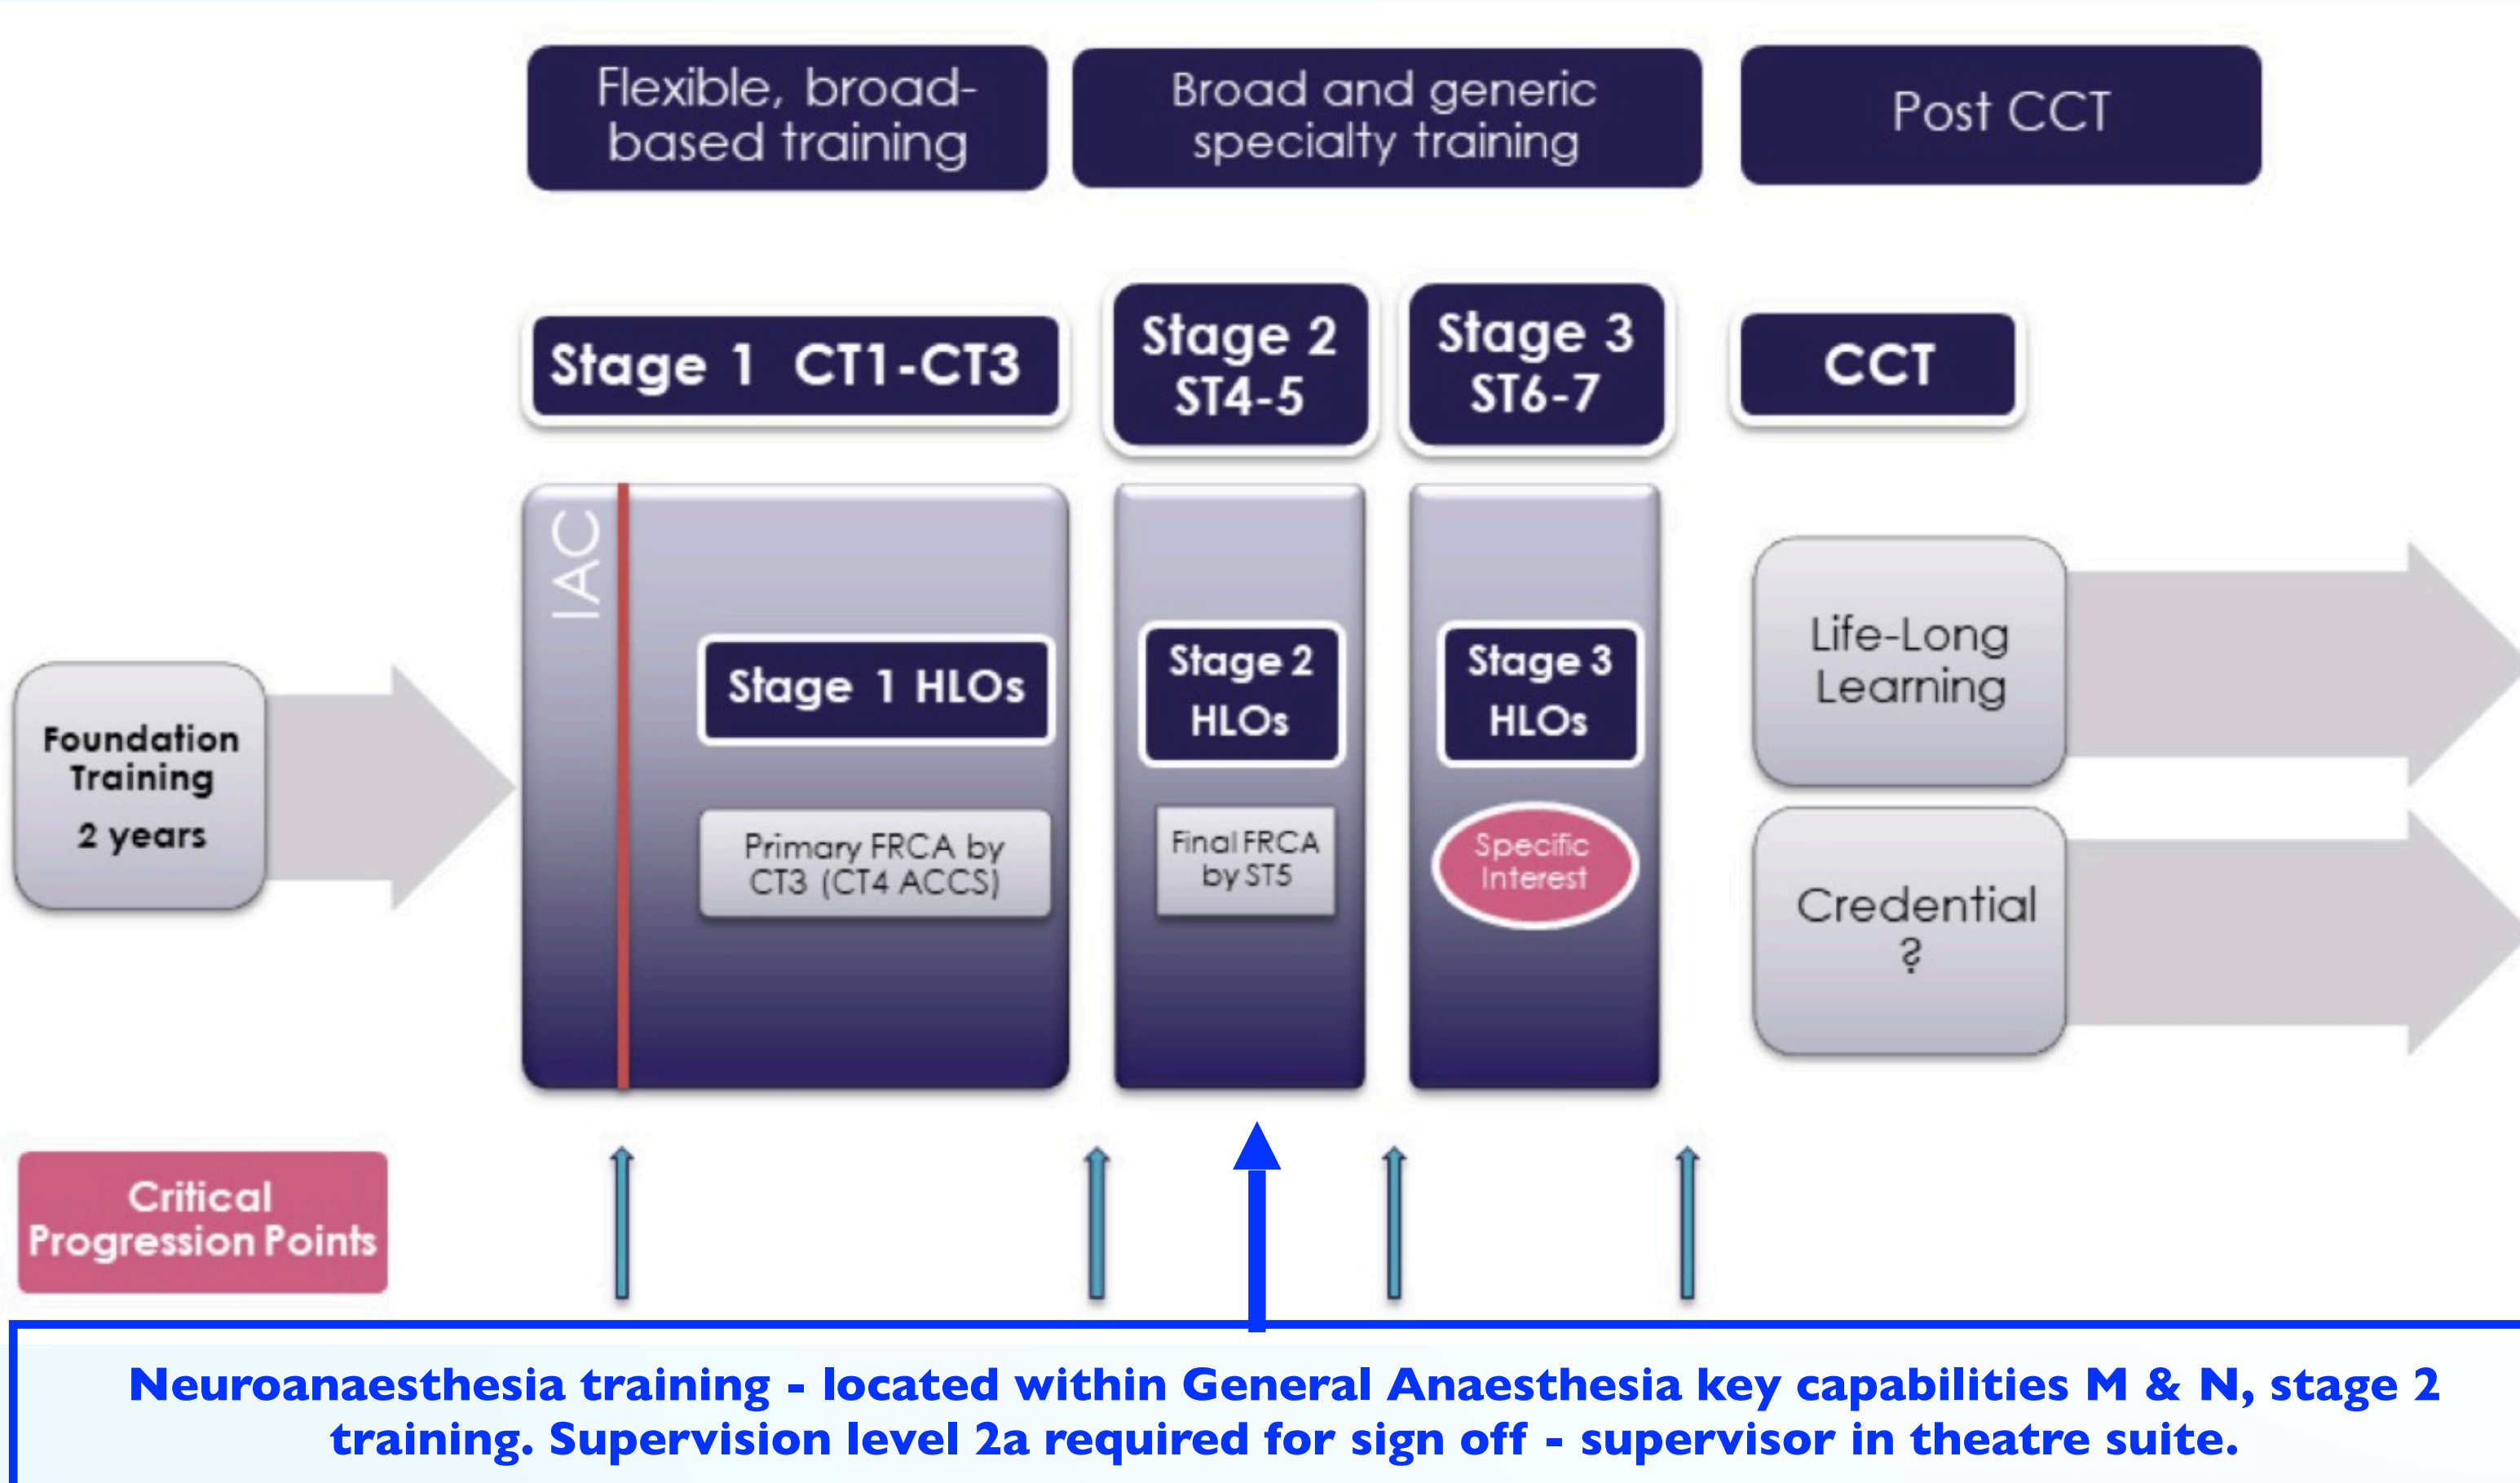 Flexible, broad-
based training
Broad and generic
specialty training
Post CCT
Stage 1 CT1-CT3
Stage 2
ST4-5
Stage 3
ST6-7
CCT
Foundation
Training
2 years
IAC
Stage 1 HLOs
Primary FRCA by
CT3 (CT4 ACCS)
Stage 2
HLOs
Final FRCA
by ST5
Stage 3
HLOs
Specific
Interest
Life-Long
Learning
Credential
?
Critical
Progression Points
Neuroanaesthesia training - located within General Anaesthesia key capabilities M & N, stage 2
training. Supervision level 2a required for sign off - supervisor in theatre suite.